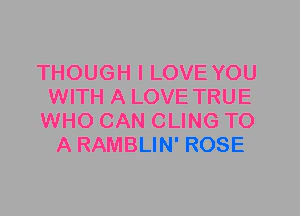 THOUGH I LOVE YOU
WITH A LOVE TRUE
WHO CAN CLING TO
A RAMBLIN' ROSE